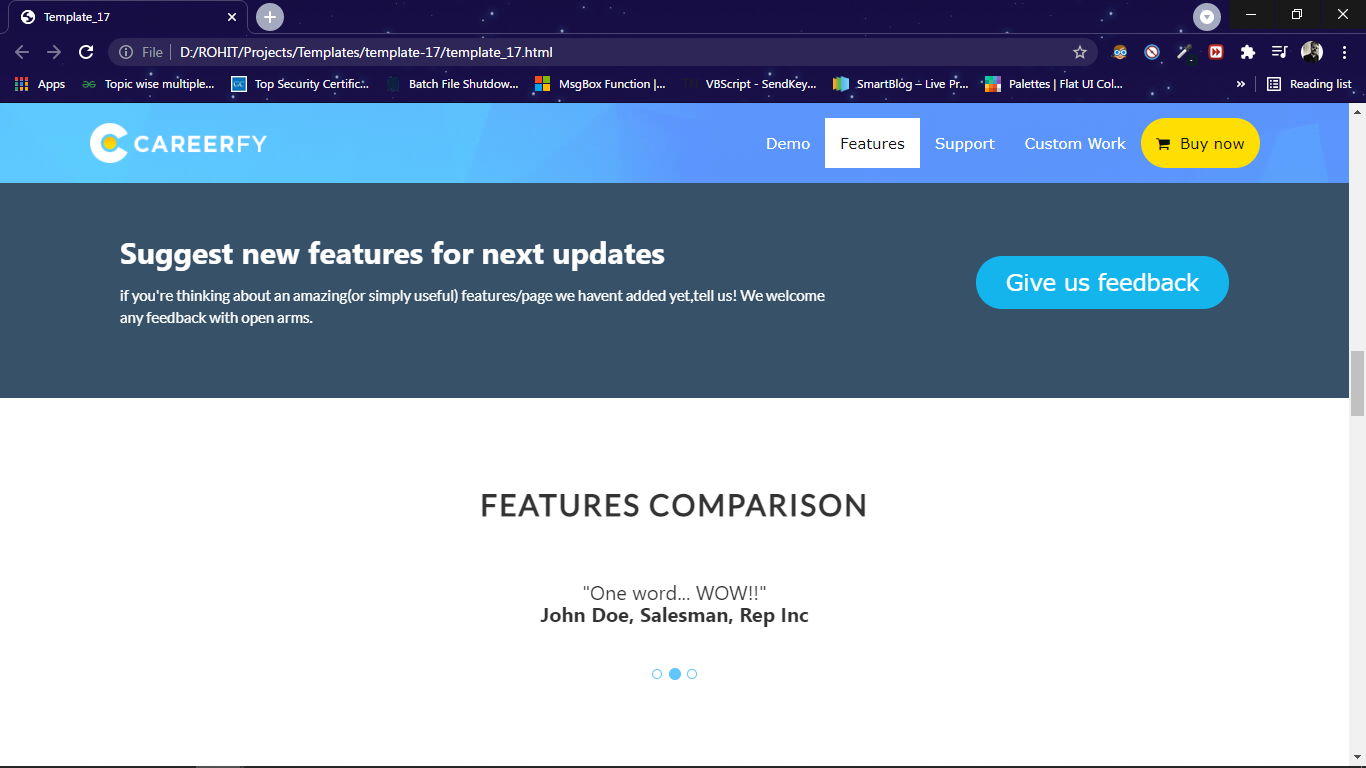 Template_17
File
D:/ROHIT/Projects/Templates/template-17/template_17.html
Apps
Topic wise multiple...
Top Security Certific...
Batch File Shutdow...
MsgBox Function |...
VBScript - SendKey...
SmartBlog – Live Pr...
Palettes | Flat UI Col...
»
Reading list
CAREERFY
Demo
Features
Support
Custom Work
Buy now
Suggest new features for next updates
if you're thinking about an amazing(or simply useful) features/page we havent added yet,tell us! We welcome
any feedback with open arms.
Give us feedback
FEATURES COMPARISON
"One word... WOW!!"
John Doe, Salesman, Rep Inc